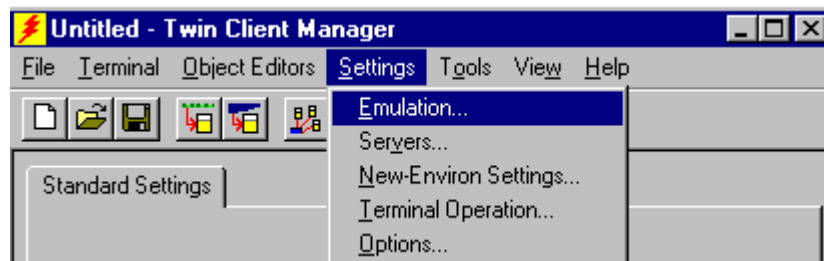 Untitled - Twin Client Manager
File Terminal Object Editors Settings Tools View Help
Emulation...
Servers...
Standard Settings
New-Environ Settings...
Terminal Operation...
Options...